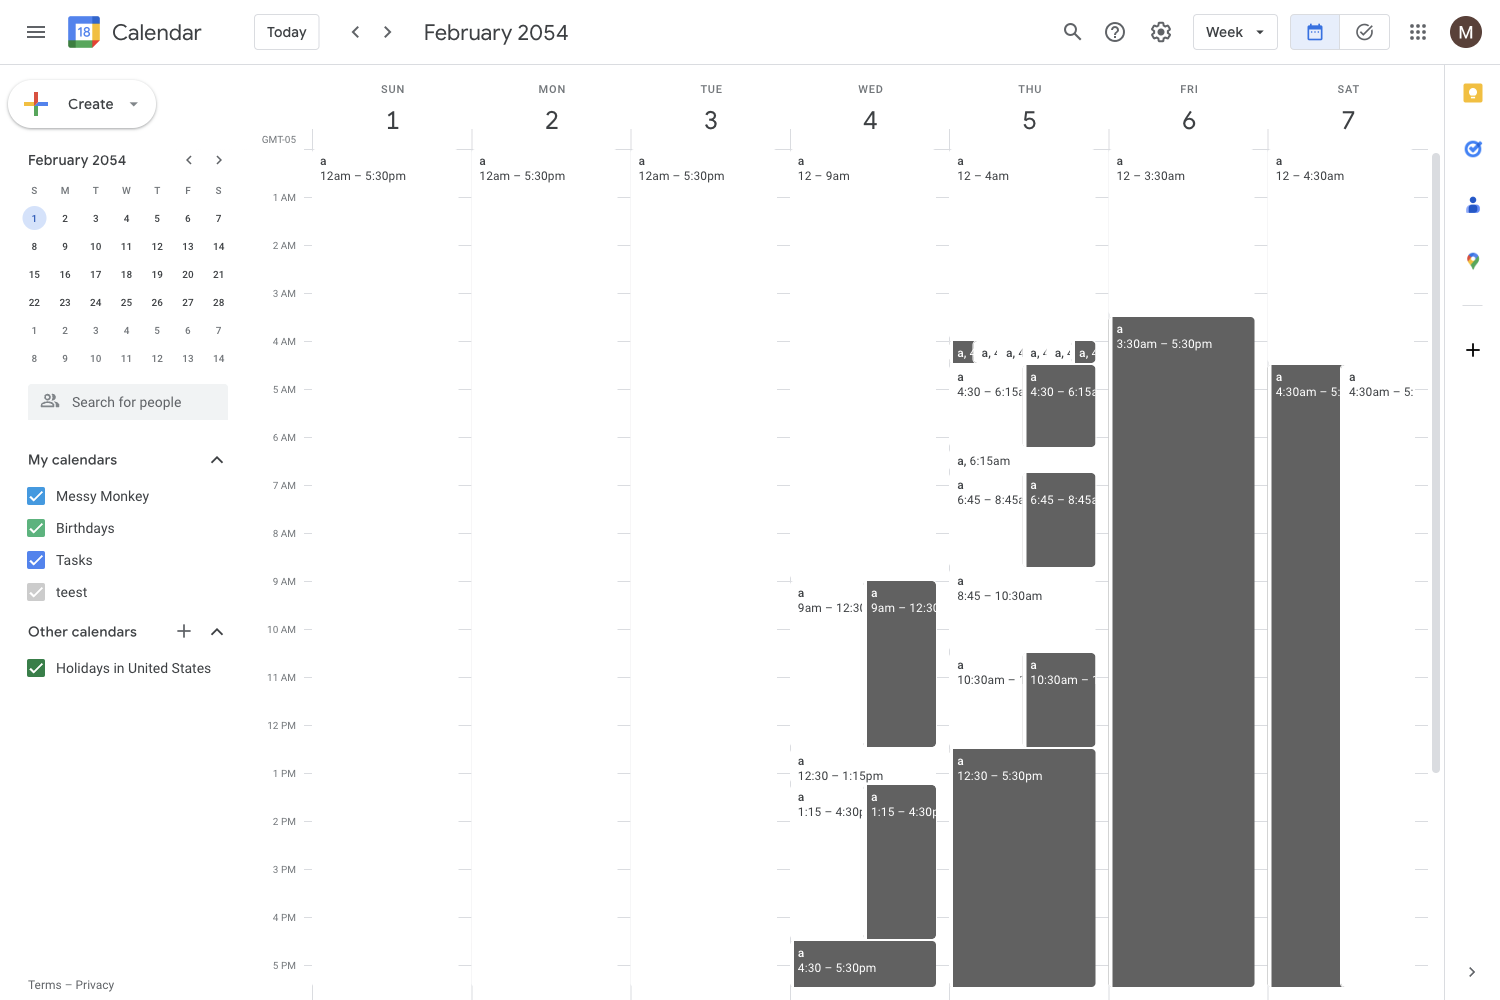 18 Calendar
Today
February 2054
Week
M
Create
February 2054
S M T W T F S
1 2 3 4 5 6 7
8 9 10 11 12 13 14
15 16 17 18 19 20 21
22 23 24 25 26 27 28
1 2 3 4 5 6 7
8 9 10 11 12 13 14
Search for people
My calendars
Messy Monkey
Birthdays
Tasks
teest
Other calendars
Holidays in United States
Terms – Privacy
GMT-05
SUN MON TUE WED THU FRI SAT
1 2 3 4 5 6 7
1 AM
2 AM
3 AM
4 AM
5 AM
6 AM
7 AM
8 AM
9 AM
10 AM
11 AM
12 PM
1 PM
2 PM
3 PM
4 PM
5 PM
a
12am – 5:30pm
a
12am – 5:30pm
a
12am – 5:30pm
a
12 – 9am
a
9am – 12:30
a
9am – 12:30
a
12:30 – 1:15pm
a
1:15 – 4:30p
a
1:15 – 4:30p
a
4:30 – 5:30pm
a
12 – 4am
a, 4 a, 4 a, 4 a, 4 a, 4 a, 4
a
4:30 – 6:15a
a
4:30 – 6:15a
a, 6:15am
a
6:45 – 8:45a
a
6:45 – 8:45a
a
8:45 – 10:30am
a
10:30am –
a
10:30am –
a
12:30 – 5:30pm
a
12 – 3:30am
a
3:30am – 5:30pm
a
12 – 4:30am
a
4:30am – 5:
a
4:30am – 5: